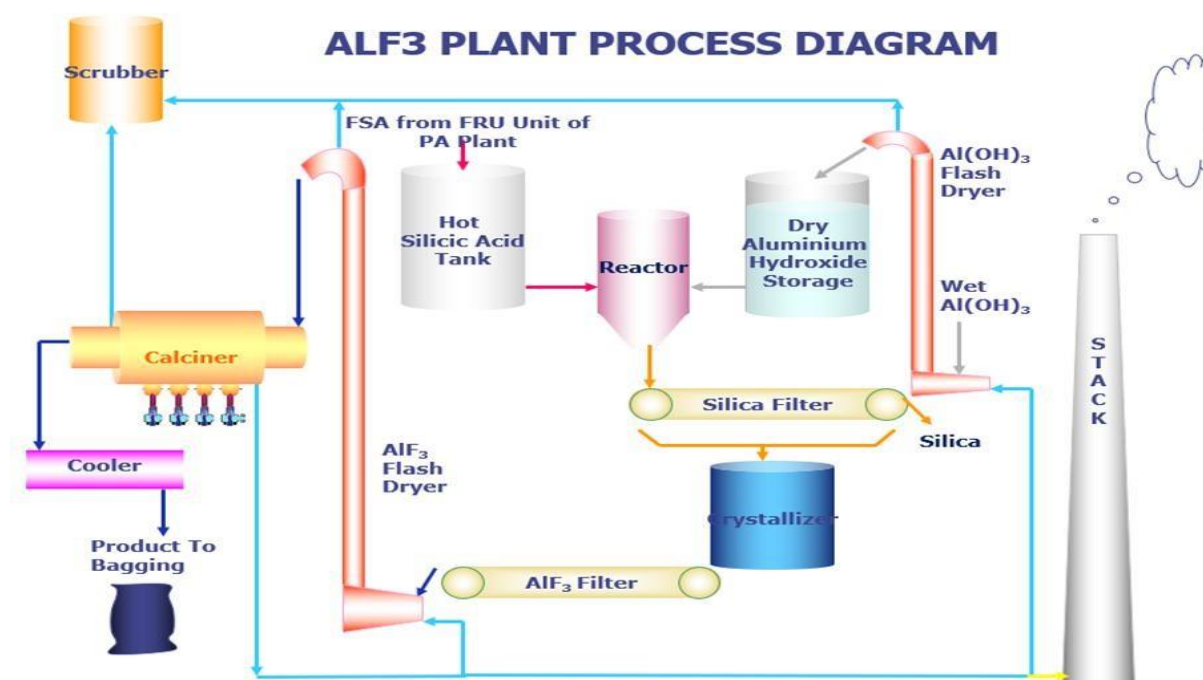 ALF3 PLANT PROCESS DIAGRAM
Scrubber
FSA from FRU Unit of
PA Plant
Hot
Silicic Acid
Tank
Reactor
Dry
Aluminium
Hydroxide
Storage
Al(OH)₃
Flash
Dryer
Wet
Al(OH)₃
STACK
Calciner
Silica Filter
Silica
Cooler
AlF₃
Flash
Dryer
Crystallizer
Product To
Bagging
AlF₃ Filter